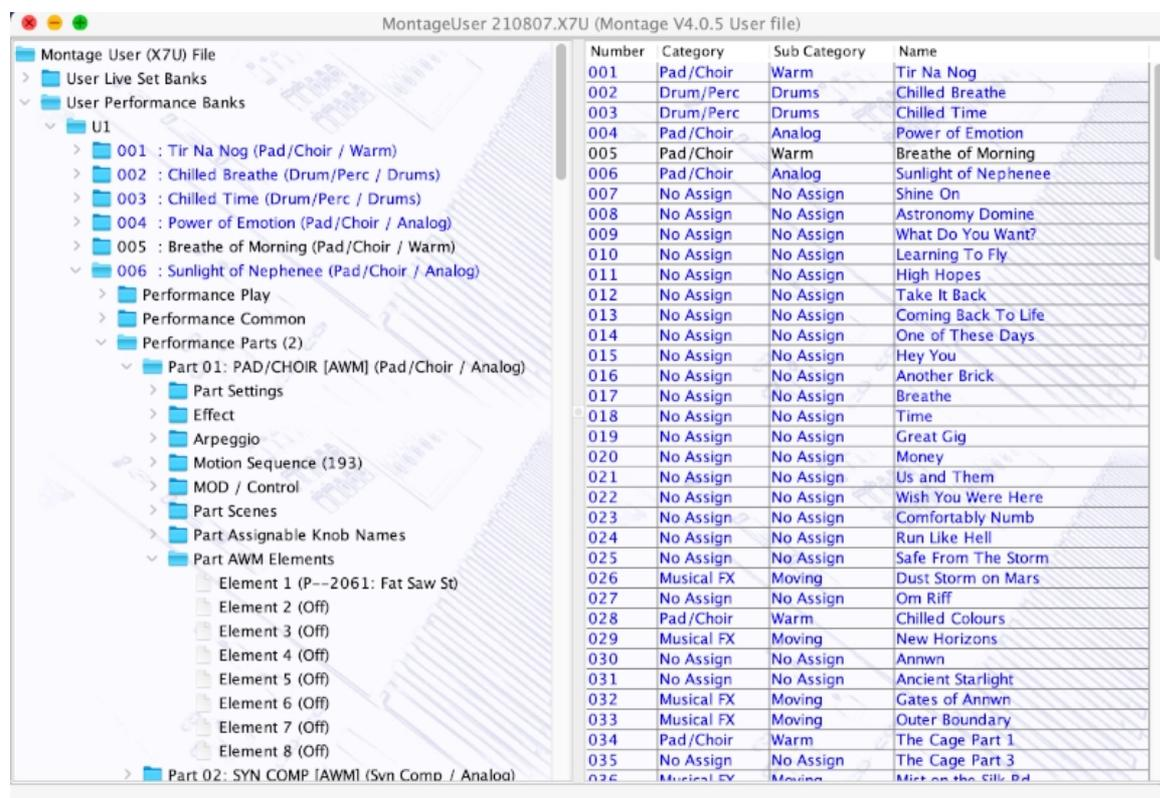 MontageUser 210807.X7U (Montage V4.0.5 User file)
Montage User (X7U) File
User Live Set Banks
User Performance Banks
U1
001 : Tir Na Nog (Pad/Choir / Warm)
002 : Chilled Breathe (Drum/Perc / Drums)
003 : Chilled Time (Drum/Perc / Drums)
004 : Power of Emotion (Pad/Choir / Analog)
005 : Breathe of Morning (Pad/Choir / Warm)
006 : Sunlight of Nephenee (Pad/Choir / Analog)
Performance Play
Performance Common
Performance Parts (2)
Part 01: PAD/CHOIR [AWM] (Pad/Choir / Analog)
Part Settings
Effect
Arpeggio
Motion Sequence (193)
MOD / Control
Part Scenes
Part Assignable Knob Names
Part AWM Elements
Element 1 (P--2061: Fat Saw St)
Element 2 (Off)
Element 3 (Off)
Element 4 (Off)
Element 5 (Off)
Element 6 (Off)
Element 7 (Off)
Element 8 (Off)
Part 02: SYN COMP [AWM] (Syn Comp / Analog)
Number Category Sub Category Name
001 Pad/Choir Warm Tir Na Nog
002 Drum/Perc Drums Chilled Breathe
003 Drum/Perc Drums Chilled Time
004 Pad/Choir Analog Power of Emotion
005 Pad/Choir Warm Breathe of Morning
006 Pad/Choir Analog Sunlight of Nephenee
007 No Assign No Assign Shine On
008 No Assign No Assign Astronomy Domine
009 No Assign No Assign What Do You Want?
010 No Assign No Assign Learning To Fly
011 No Assign No Assign High Hopes
012 No Assign No Assign Take It Back
013 No Assign No Assign Coming Back To Life
014 No Assign No Assign One of These Days
015 No Assign No Assign Hey You
016 No Assign No Assign Another Brick
017 No Assign No Assign Breathe
018 No Assign No Assign Time
019 No Assign No Assign Great Gig
020 No Assign No Assign Money
021 No Assign No Assign Us and Them
022 No Assign No Assign Wish You Were Here
023 No Assign No Assign Comfortably Numb
024 No Assign No Assign Run Like Hell
025 No Assign No Assign Safe From The Storm
026 Musical FX Moving Dust Storm on Mars
027 No Assign No Assign Om Riff
028 Pad/Choir Warm Chilled Colours
029 Musical FX Moving New Horizons
030 No Assign No Assign Annwn
031 No Assign No Assign Ancient Starlight
032 Musical FX Moving Gates of Annwn
033 Musical FX Moving Outer Boundary
034 Pad/Choir Warm The Cage Part 1
035 No Assign No Assign The Cage Part 3
036 Musical FX Moving Mist on the Silk Rd